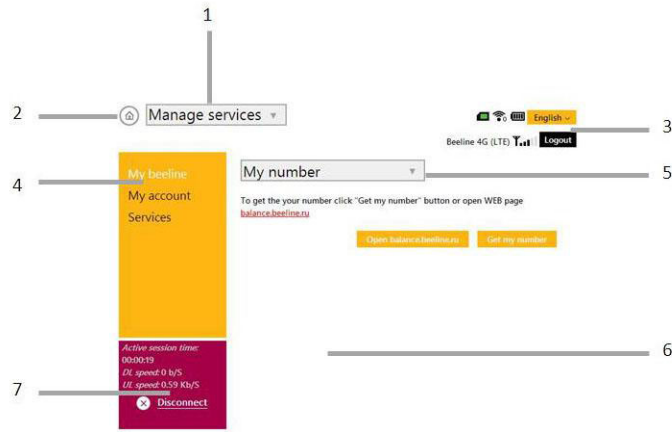 1
2
Manage services
English
3
Beeline 4G (LTE)
Logout
4
My beeline
My number
5
My account
To get the your number click "Get my number" button or open WEB page
Services
balance.beeline.ru
Open balance.beeline.ru
Get my number
6
Active session time:
00:00:19
DL speed: 0 b/S
UL speed: 0.59 Kb/S
7
Disconnect